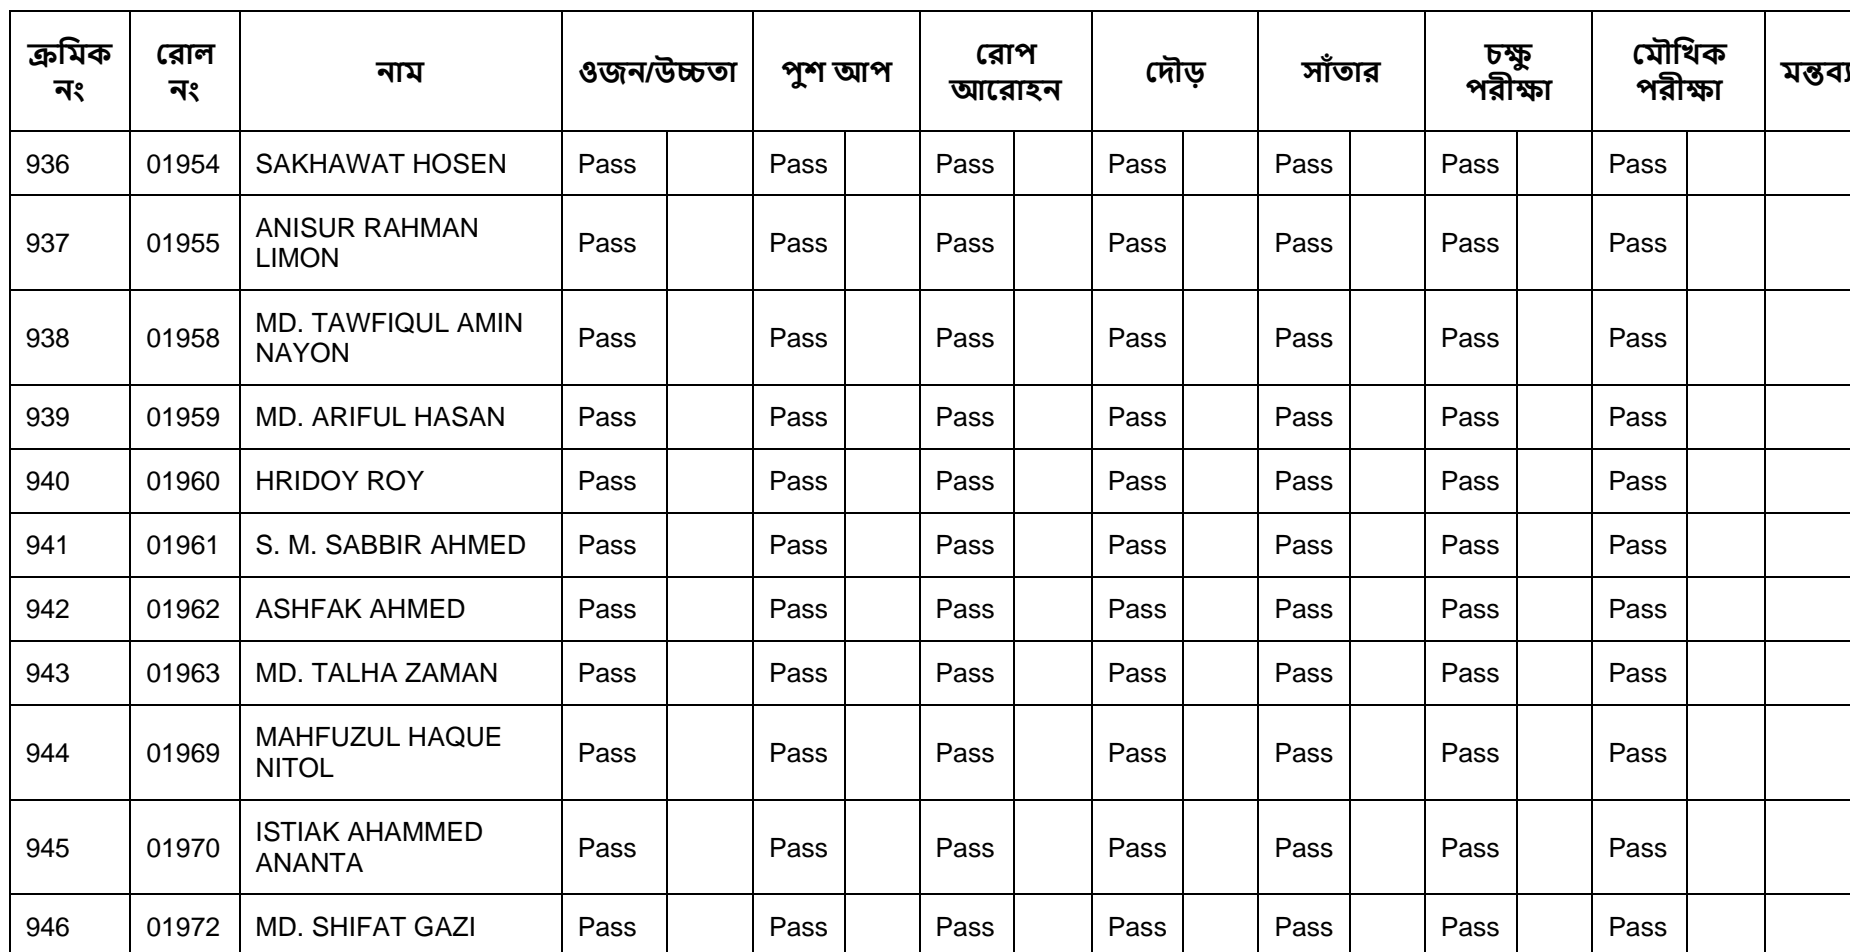 ক্রমিক নং রোল নং নাম ওজন/উচ্চতা পুশ আপ রোপ আরোহন দৌড় সাঁতার চক্ষু পরীক্ষা মৌখিক পরীক্ষা মন্তব্য
936 01954 SAKHAWAT HOSEN Pass Pass Pass Pass Pass Pass Pass
937 01955 ANISUR RAHMAN LIMON Pass Pass Pass Pass Pass Pass Pass
938 01958 MD. TAWFIQUL AMIN NAYON Pass Pass Pass Pass Pass Pass Pass
939 01959 MD. ARIFUL HASAN Pass Pass Pass Pass Pass Pass Pass
940 01960 HRIDOY ROY Pass Pass Pass Pass Pass Pass Pass
941 01961 S. M. SABBIR AHMED Pass Pass Pass Pass Pass Pass Pass
942 01962 ASHFAK AHMED Pass Pass Pass Pass Pass Pass Pass
943 01963 MD. TALHA ZAMAN Pass Pass Pass Pass Pass Pass Pass
944 01969 MAHFUZUL HAQUE NITOL Pass Pass Pass Pass Pass Pass Pass
945 01970 ISTIAK AHAMMED ANANTA Pass Pass Pass Pass Pass Pass Pass
946 01972 MD. SHIFAT GAZI Pass Pass Pass Pass Pass Pass Pass